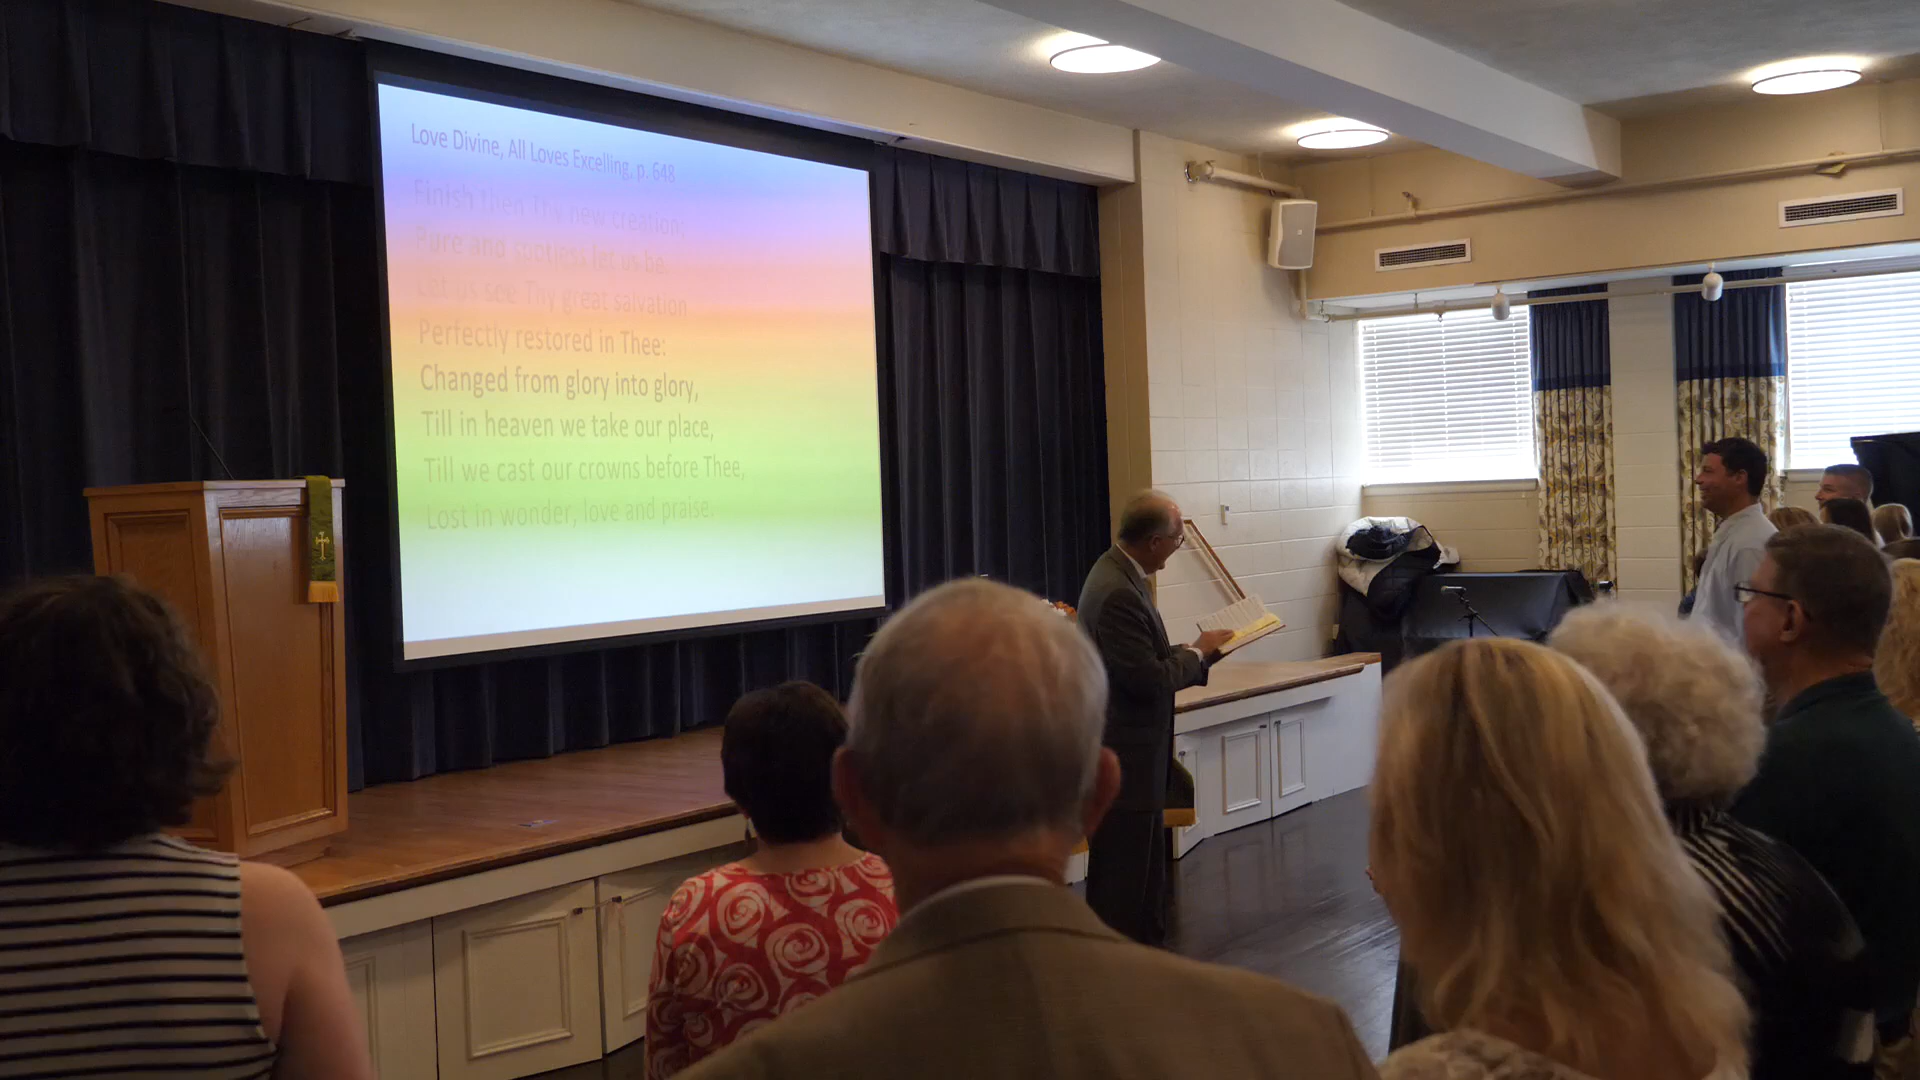 Love Divine, All Loves Excelling, p. 648
Finish then Thy new creation;
Pure and spotless let us be.
Let us see Thy great salvation
Perfectly restored in Thee:
Changed from glory into glory,
Till in heaven we take our place,
Till we cast our crowns before Thee,
Lost in wonder, love and praise.